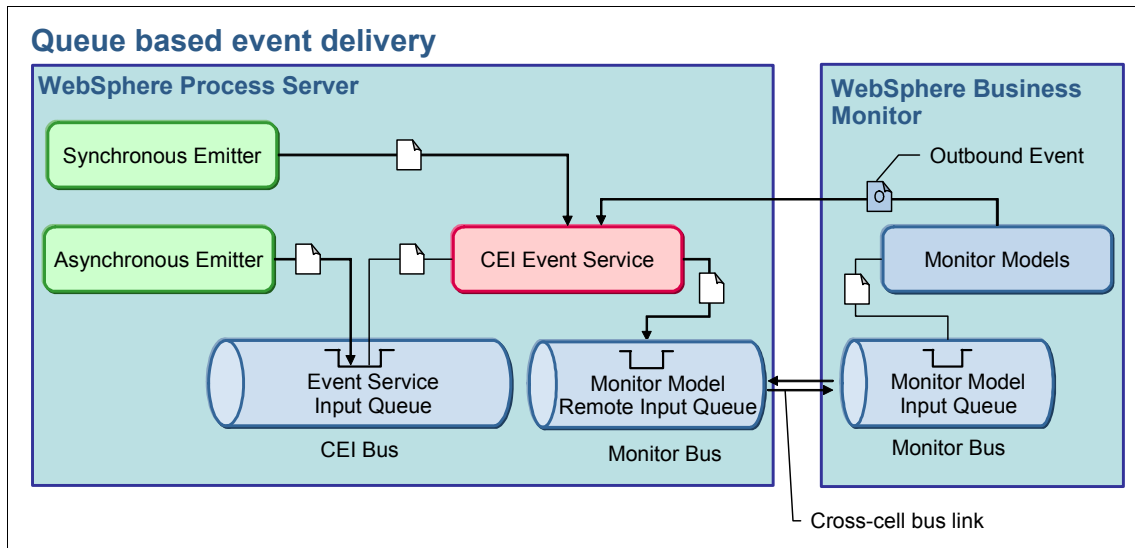 Queue based event delivery
WebSphere Process Server
WebSphere Business
Monitor
Synchronous Emitter
Outbound Event
O
Asynchronous Emitter
CEI Event Service
Monitor Models
Event Service
Input Queue
CEI Bus
Monitor Model
Remote Input Queue
Monitor Bus
Monitor Model
Input Queue
Monitor Bus
Cross-cell bus link